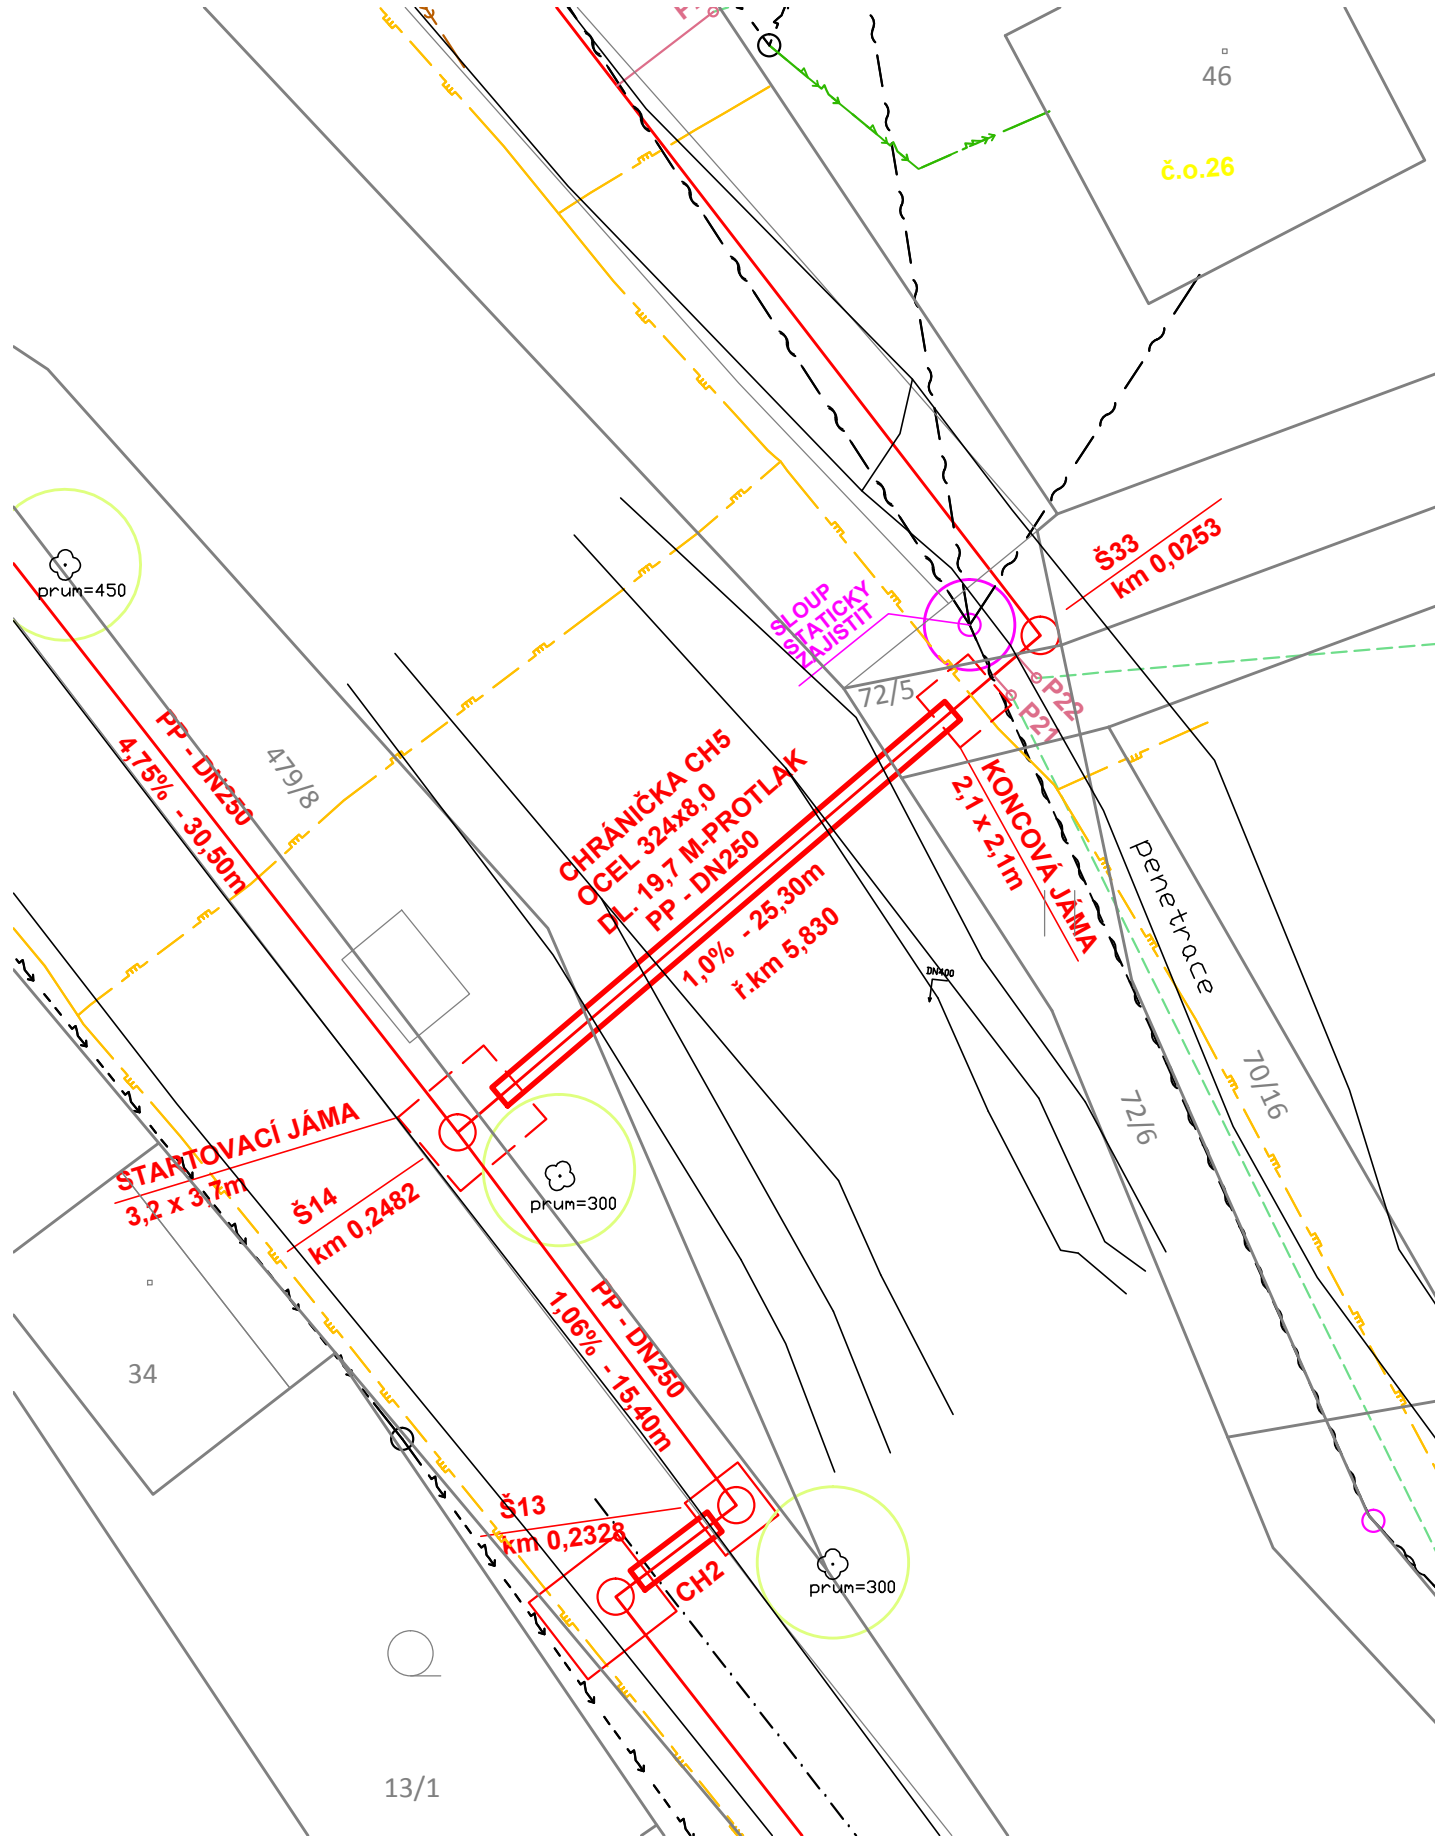 46
č.o.26
Š33
km 0,0253
prum=450
SLOUP
STATICKY
ZAJISTIT
72/5
P22
P21
PP - DN250
4,75% - 30,50m
479/8
CHRÁNIČKA CH5
OCEL 324x8,0
DL. 19,7 M-PROTLAK
PP - DN250
1,0% - 25,30m
ř.km 5,830
KONCOVÁ JÁMA
2,1 x 2,1m
penetrace
DN400
70/16
72/6
STARTOVACÍ JÁMA
3,2 x 3,7m
Š14
km 0,2482
prum=300
PP - DN250
1,06% - 15,40m
34
Š13
km 0,2328
CH2
prum=300
13/1